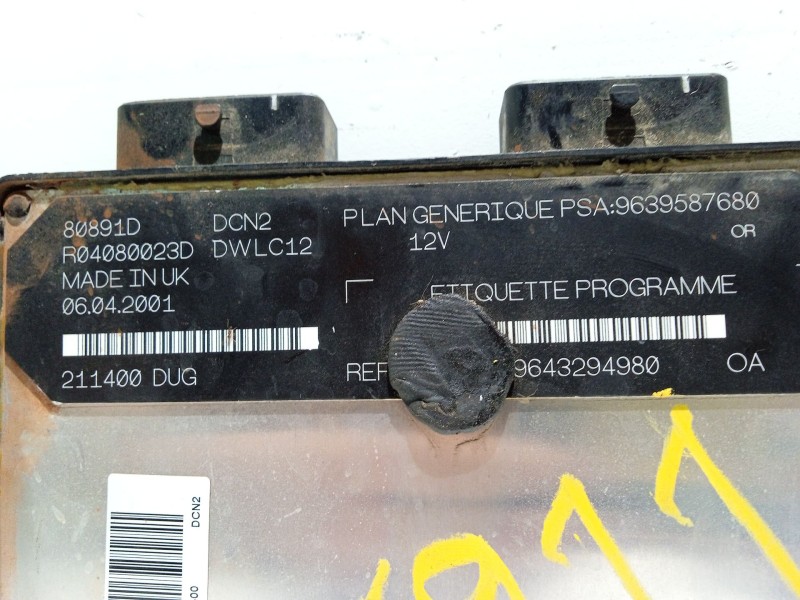 80891D DCN2 PLAN GENERIQUE PSA:9639587680
R04080023D DWLC12 12V OR
MADE IN UK
06.04.2001 ETIQUETTE PROGRAMME
211400 DUG REF 9643294980 OA
DCN2
911